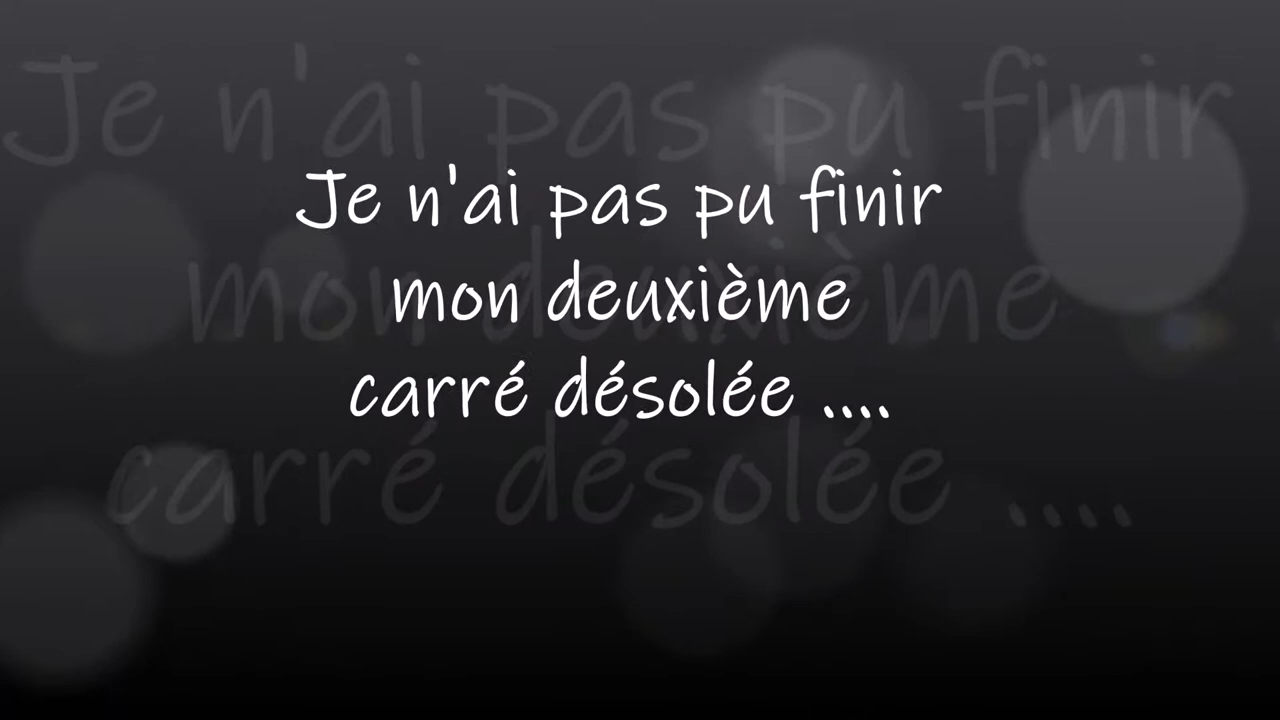 Je n'ai pas pu finir
mon deuxième
carré désolée ....